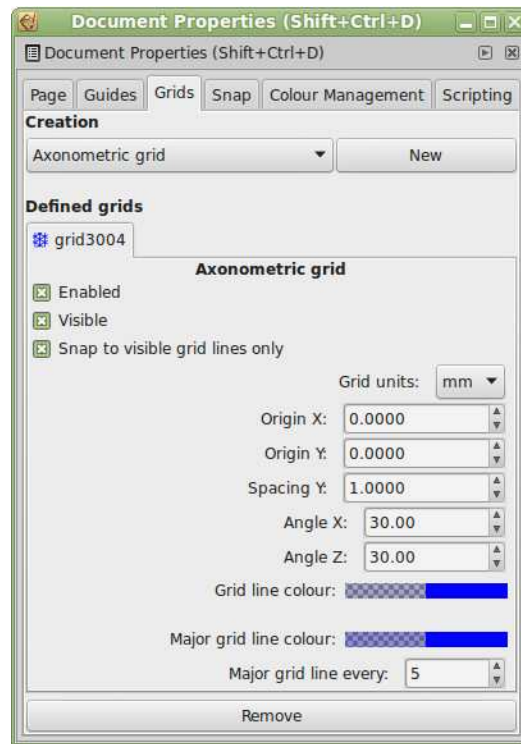 Document Properties (Shift+Ctrl+D)
Document Properties (Shift+Ctrl+D)
Page Guides Grids Snap Colour Management Scripting
Creation
Axonometric grid New
Defined grids
grid3004
Axonometric grid
Enabled
Visible
Snap to visible grid lines only
Grid units: mm
Origin X: 0.0000
Origin Y: 0.0000
Spacing Y: 1.0000
Angle X: 30.00
Angle Z: 30.00
Grid line colour:
Major grid line colour:
Major grid line every: 5
Remove